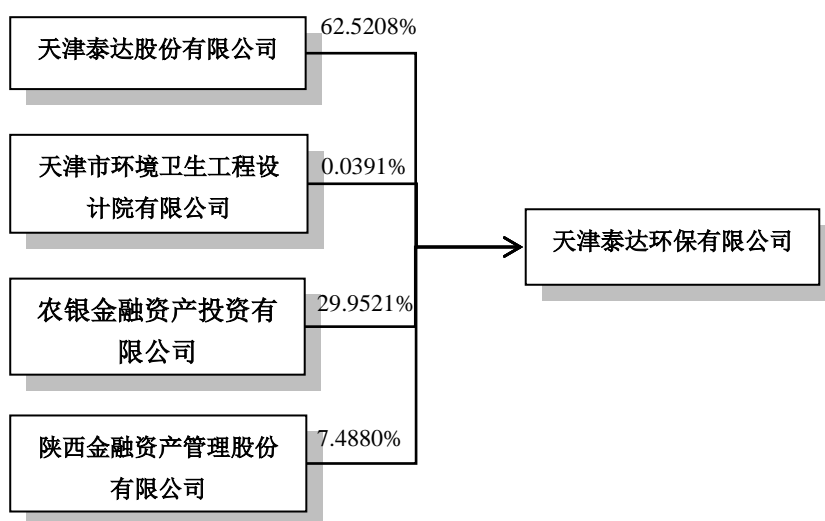 天津泰达股份有限公司
62.5208%
天津市环境卫生工程设
计院有限公司
0.0391%
天津泰达环保有限公司
农银金融资产投资有
限公司
29.9521%
陕西金融资产管理股份
有限公司
7.4880%